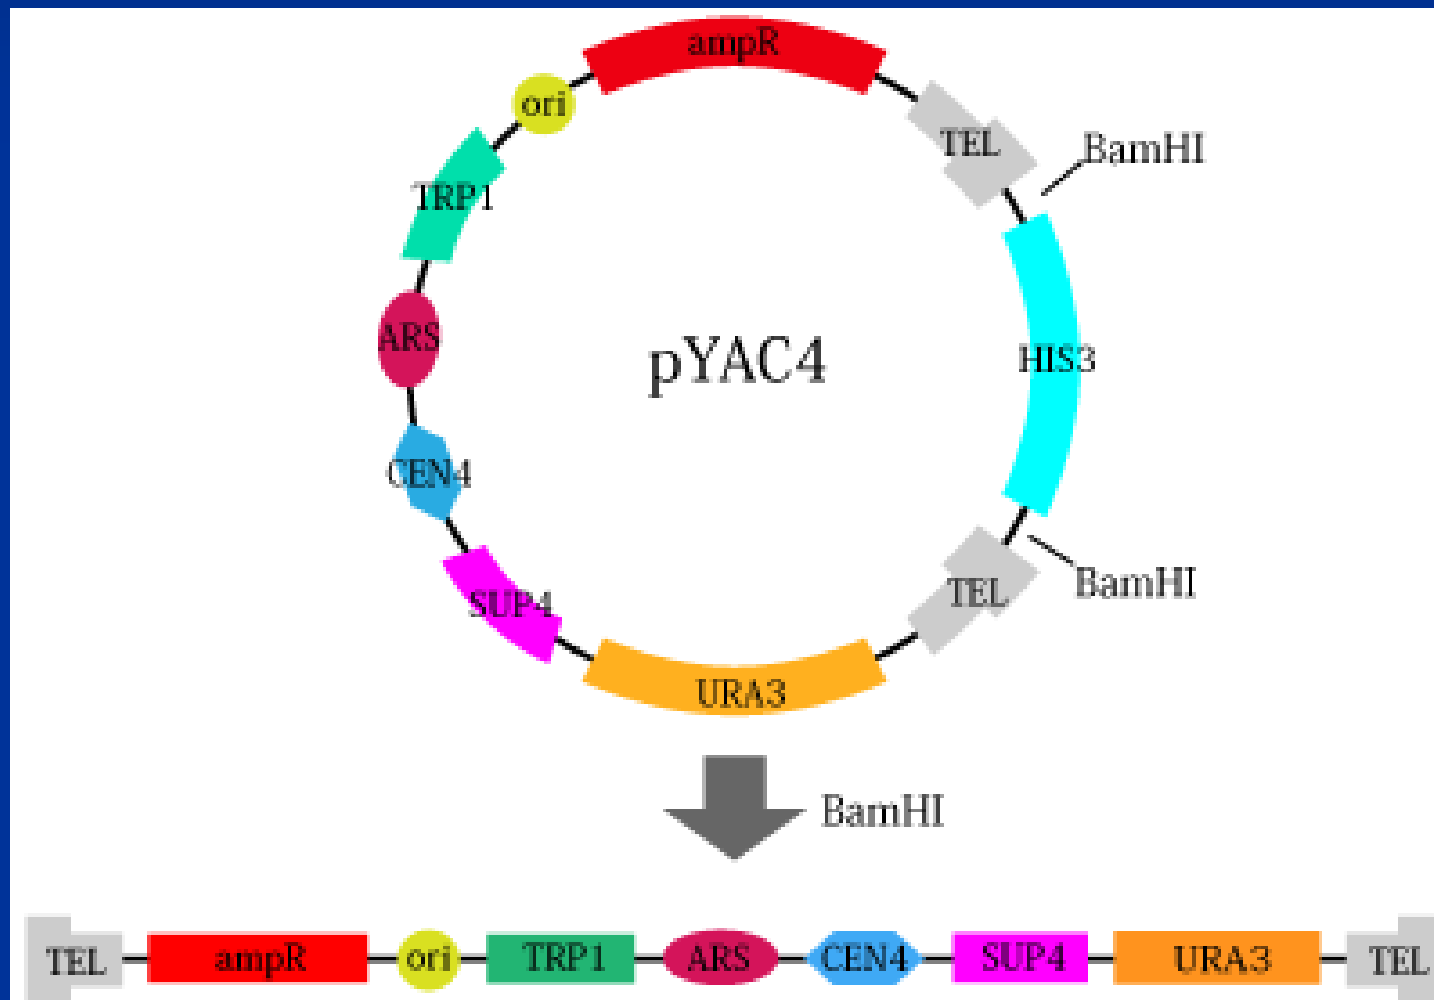 ampR
ori
TEL
BamHI
TRP1
ARS
pYAC4
HIS3
CEN4
TEL
BamHI
SUP4
URA3
BamHI
TEL ampR ori TRP1 ARS CEN4 SUP4 URA3 TEL